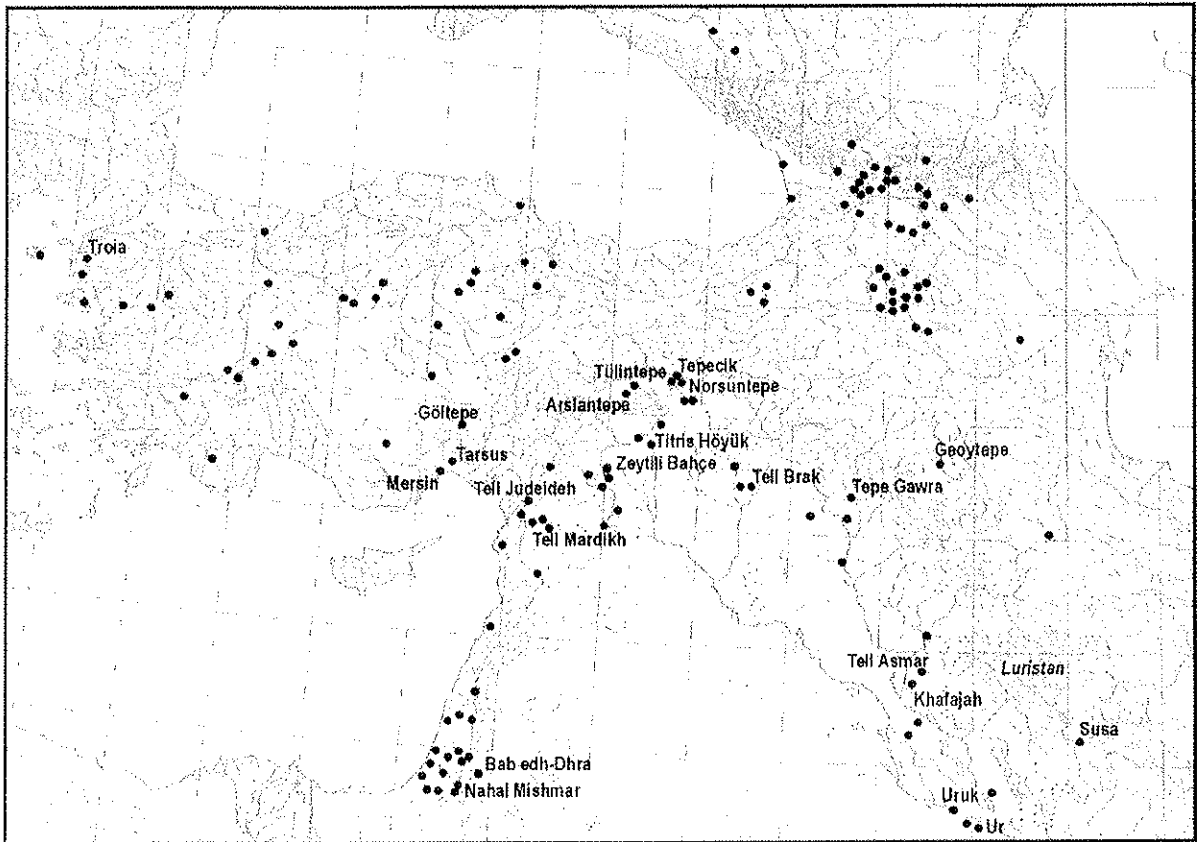 Troia
Tepecik
Tülintepe
Norsuntepe
Arslantepe
Göltepe
Titris Höyük
Tarsus
Zeytili Bahçe
Geoytepe
Mersin
Tell Judeideh
Tell Brak
Tepe Gawra
Tell Mardikh
Tell Asmar
Luristan
Khafajah
Susa
Bab edh-Dhra
Nahal Mishmar
Uruk
Ur